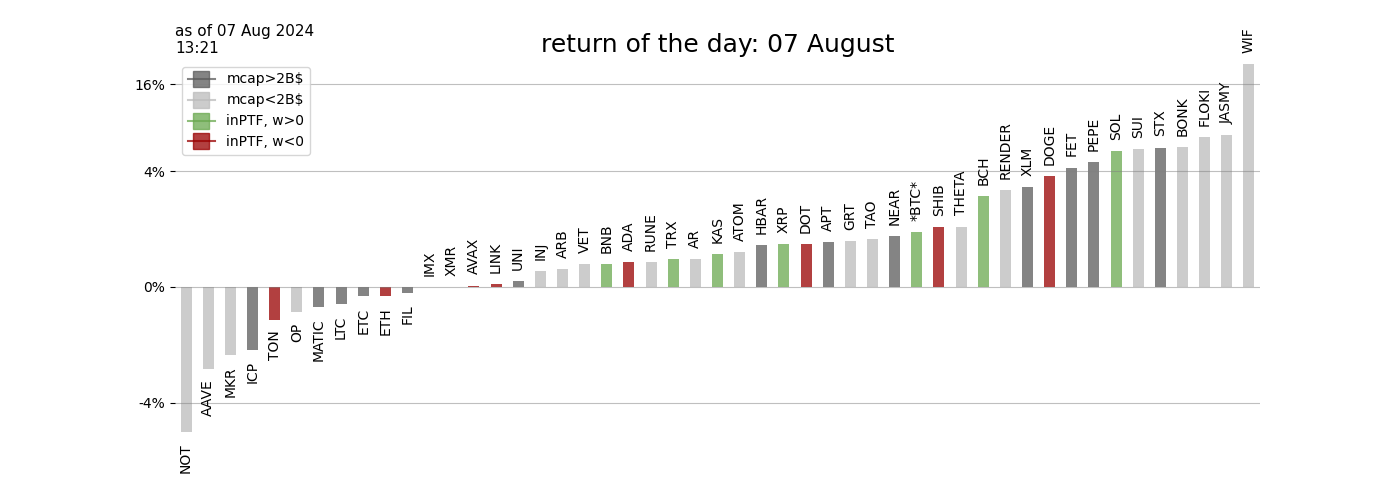 as of 07 Aug 2024
13:21
return of the day: 07 August
mcap>2B$
mcap<2B$
inPTF, w>0
inPTF, w<0
16%
4%
0%
-4%
NOT
AAVE
MKR
ICP
TON
OP
MATIC
LTC
ETC
ETH
FIL
IMX
XMR
AVAX
LINK
UNI
INJ
ARB
VET
BNB
ADA
RUNE
TRX
AR
KAS
ATOM
HBAR
XRP
DOT
APT
GRT
TAO
NEAR
*BTC*
SHIB
THETA
BCH
RENDER
XLM
DOGE
FET
PEPE
SOL
SUI
STX
BONK
FLOKI
JASMY
WIF